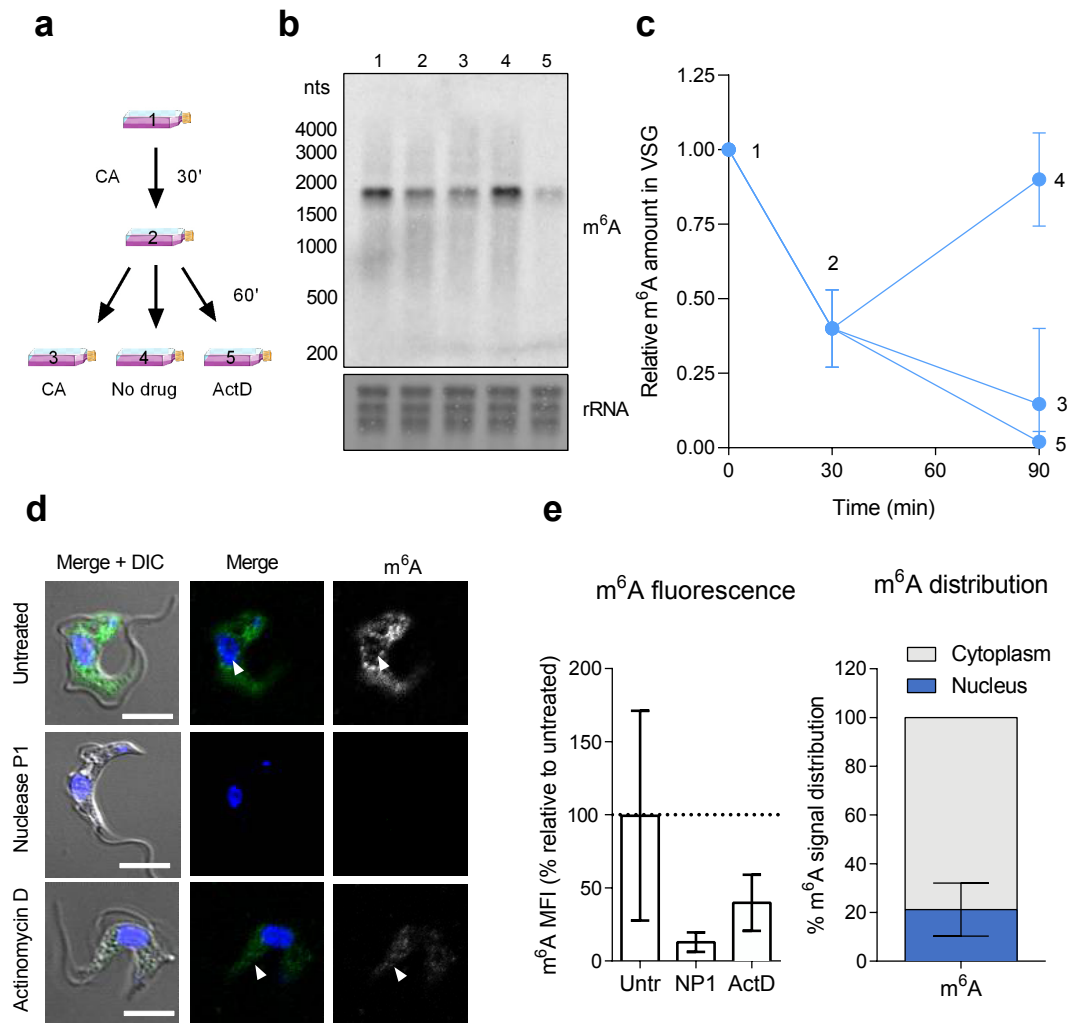 a
1
CA 30'
2
60'
3 4 5
CA No drug ActD
b
1 2 3 4 5
nts
4000
3000
2000
1500
1000
500
200
m⁶A
rRNA
c
Relative m⁶A amount in VSG
1.25
1.00
0.75
0.50
0.25
0.00
1
2
4
3
5
0 30 60 90
Time (min)
d
Merge + DIC Merge m⁶A
Untreated
Nuclease P1
Actinomycin D
e
m⁶A fluorescence
m⁶A MFI (% relative to untreated)
200
150
100
50
0
Untr NP1 ActD
m⁶A distribution
Cytoplasm
Nucleus
% m⁶A signal distribution
120
100
80
60
40
20
0
m⁶A